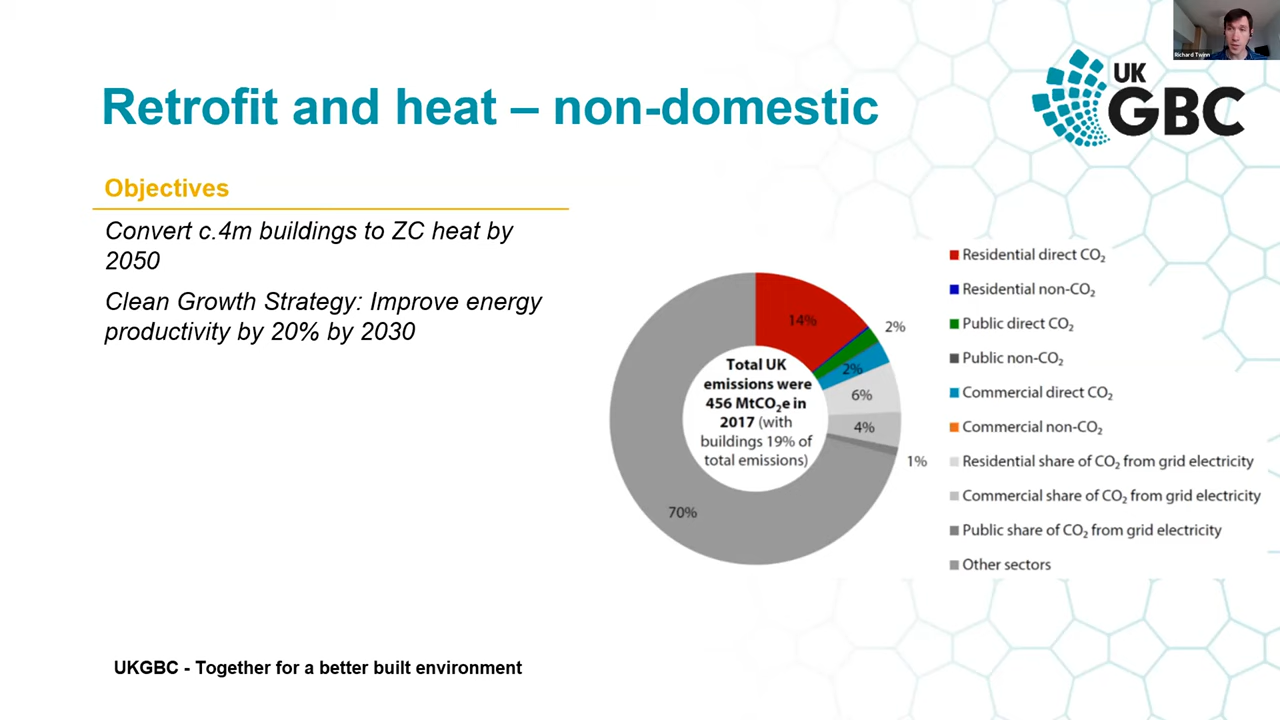 Richard Twinn
UK
GBC
Retrofit and heat – non-domestic
Objectives
Convert c.4m buildings to ZC heat by
2050
Clean Growth Strategy: Improve energy
productivity by 20% by 2030
14%
2%
2%
6%
4%
1%
70%
Total UK
emissions were
456 MtCO₂e in
2017 (with
buildings 19% of
total emissions)
Residential direct CO₂
Residential non-CO₂
Public direct CO₂
Public non-CO₂
Commercial direct CO₂
Commercial non-CO₂
Residential share of CO₂ from grid electricity
Commercial share of CO₂ from grid electricity
Public share of CO₂ from grid electricity
Other sectors
UKGBC - Together for a better built environment